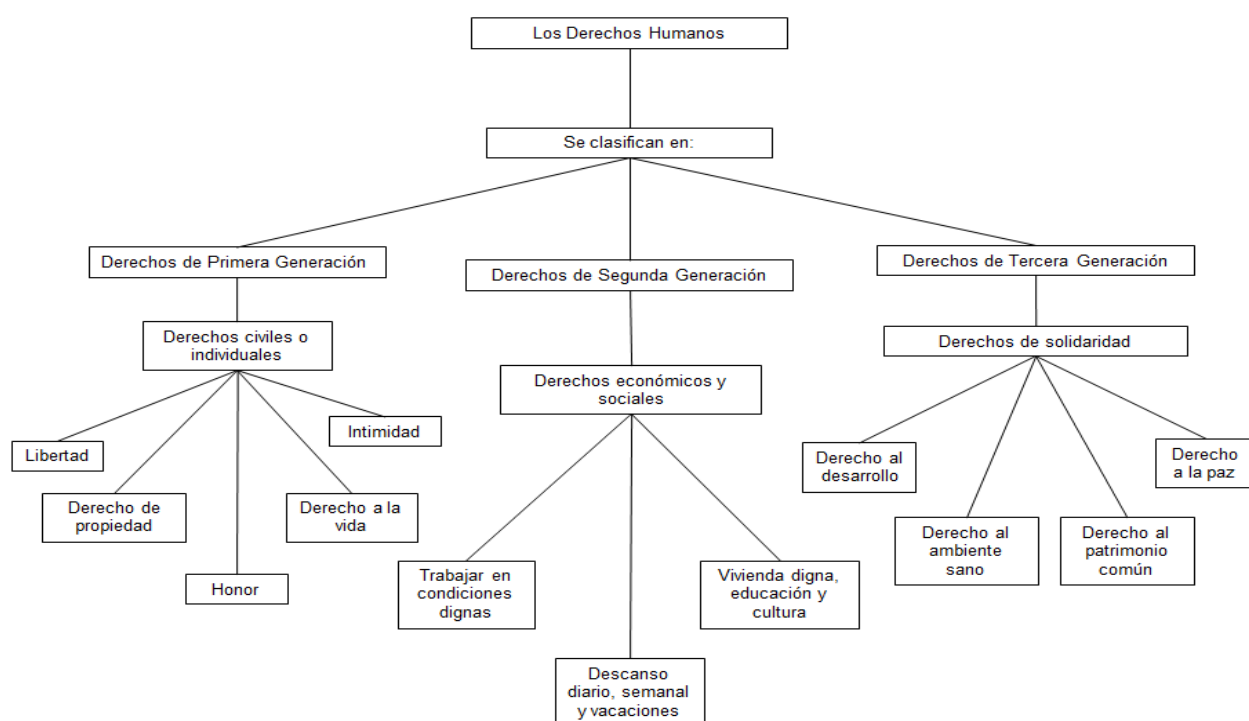 Los Derechos Humanos
Se clasifican en:
Derechos de Primera Generación
Derechos de Segunda Generación
Derechos de Tercera Generación
Derechos civiles o
individuales
Derechos económicos y
sociales
Derechos de solidaridad
Libertad
Derecho de
propiedad
Honor
Derecho a la
vida
Intimidad
Trabajar en
condiciones
dignas
Descanso
diario, semanal
y vacaciones
Vivienda digna,
educación y
cultura
Derecho al
desarrollo
Derecho al
ambiente
sano
Derecho al
patrimonio
común
Derecho
a la paz